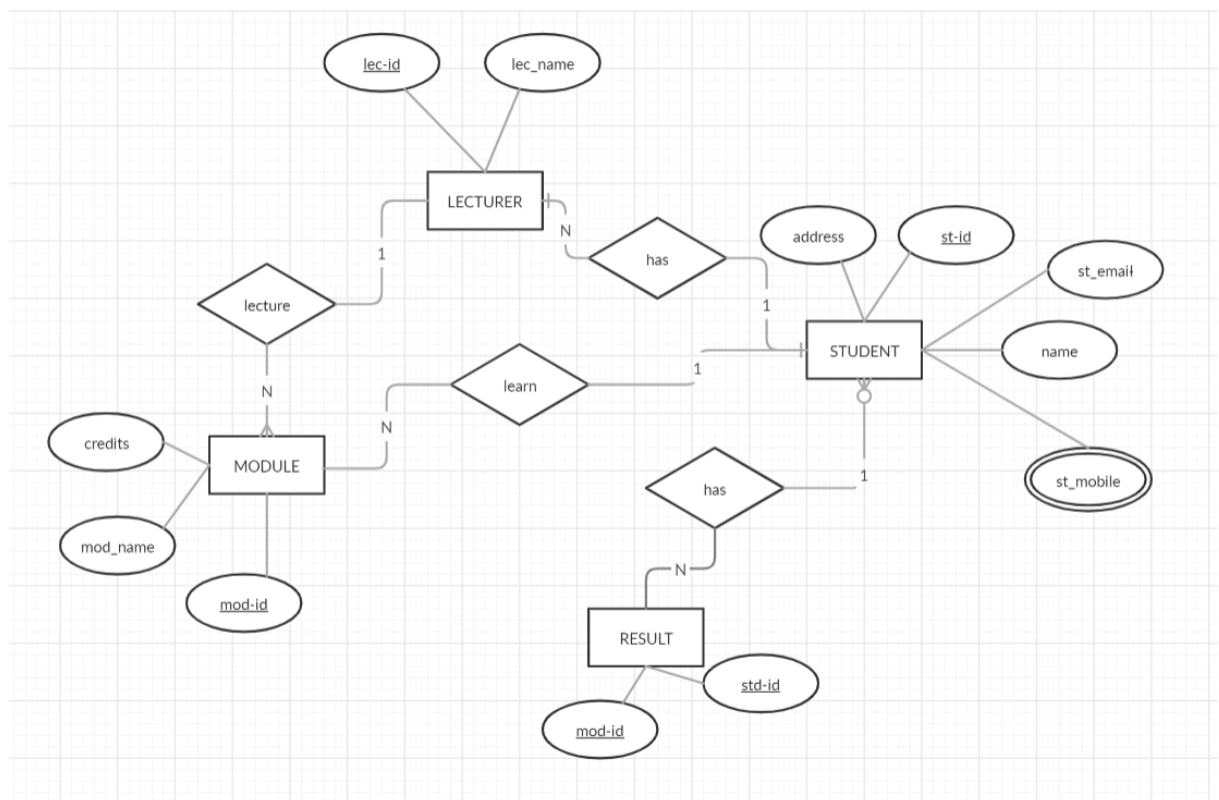 lec-id
lec_name
LECTURER
N
has
1
1
lecture
N
address
st-id
st_email
name
STUDENT
st_mobile
learn
1
N
credits
MODULE
mod_name
mod-id
1
has
N
RESULT
std-id
mod-id